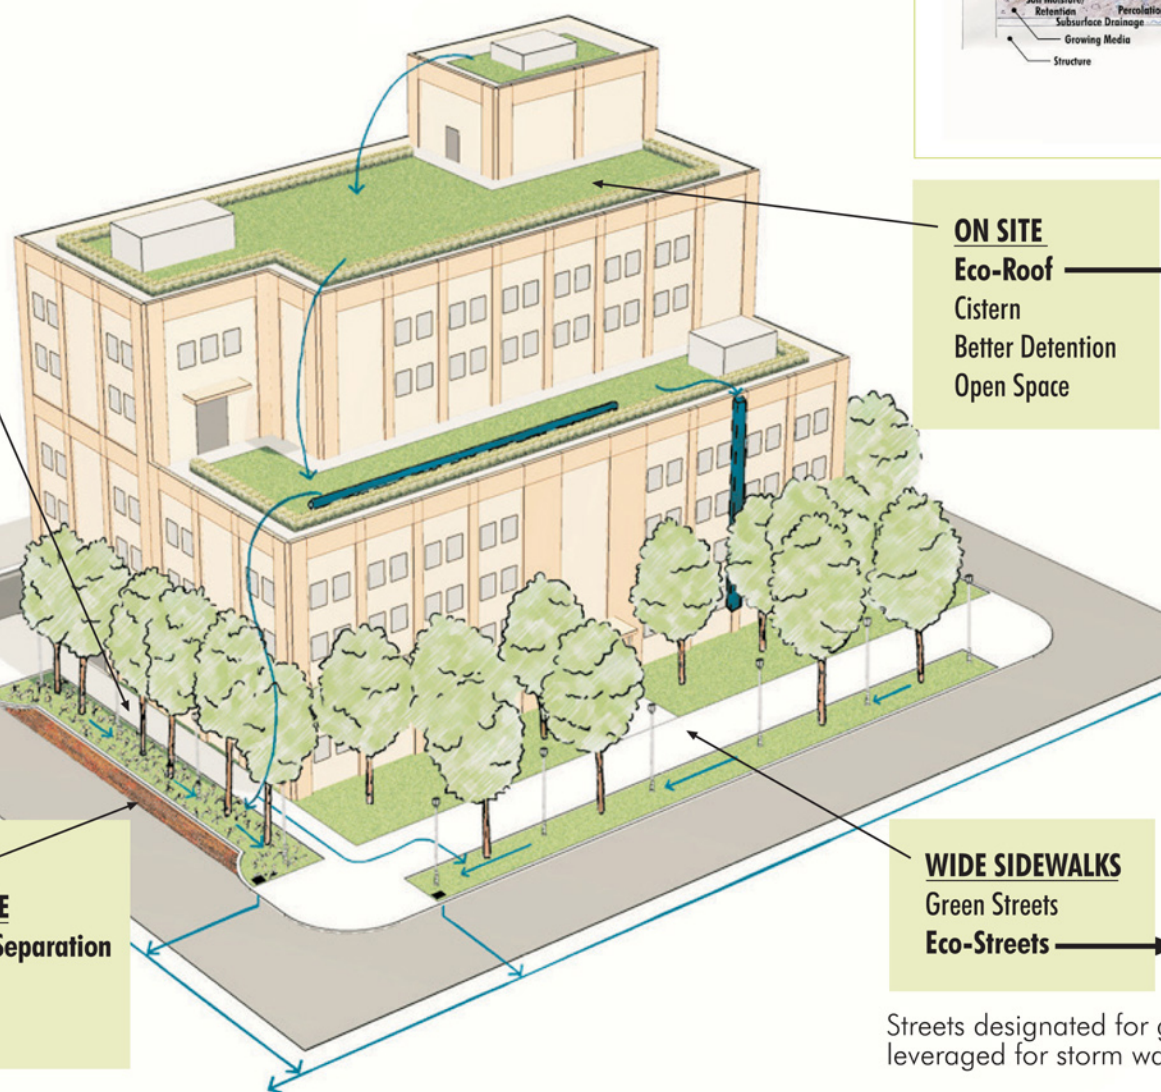 Retention
Percolation
Subsurface Drainage
Growing Media
Structure
ON SITE
Eco-Roof
Cistern
Better Detention
Open Space
Separation
WIDE SIDEWALKS
Green Streets
Eco-Streets
Streets designated for
leveraged for storm